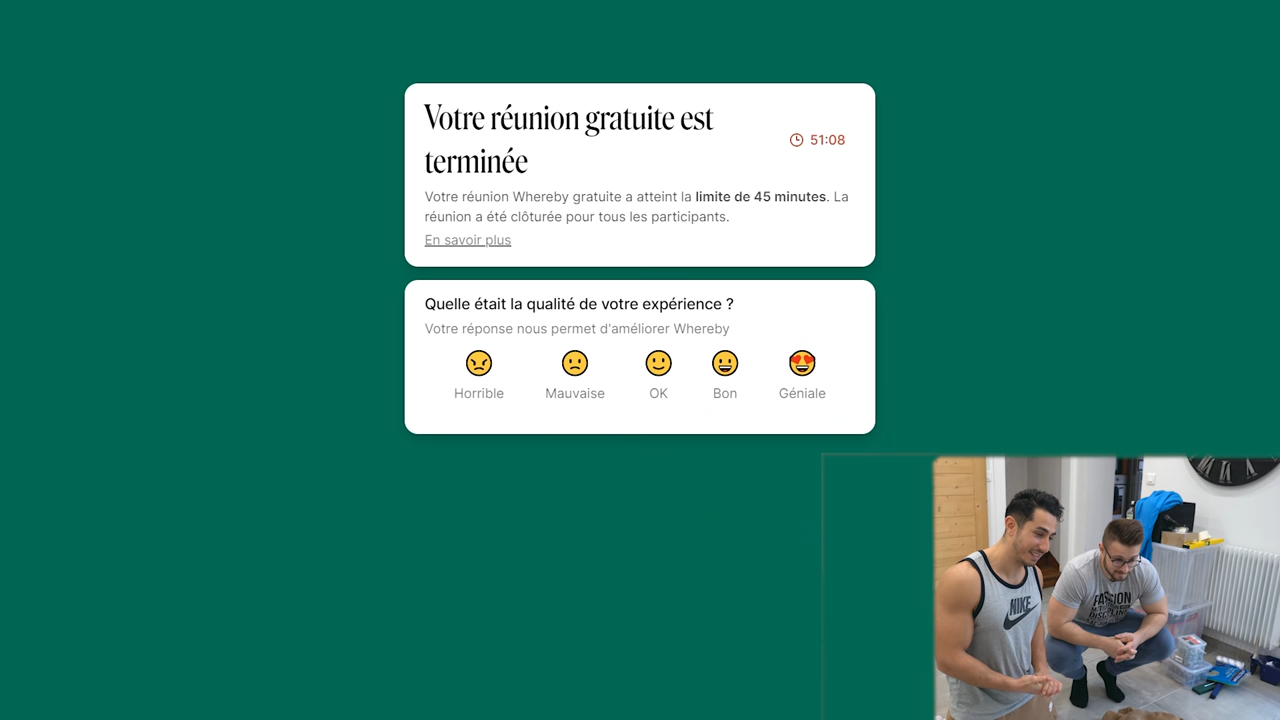 Votre réunion gratuite est
terminée
51:08
Votre réunion Whereby gratuite a atteint la limite de 45 minutes. La
réunion a été clôturée pour tous les participants.
En savoir plus
Quelle était la qualité de votre expérience ?
Votre réponse nous permet d'améliorer Whereby
Horrible
Mauvaise
OK
Bon
Géniale
NIKE
PASSION